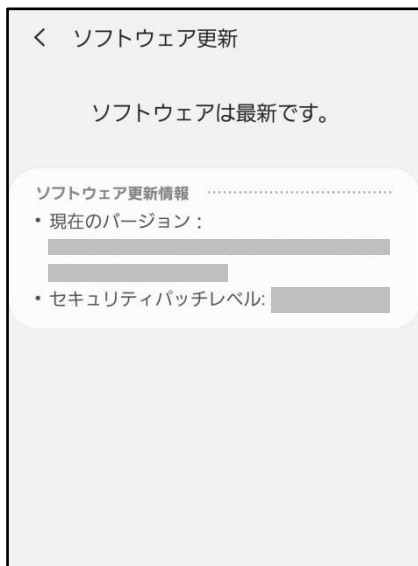 ソフトウェア更新
ソフトウェアは最新です。
ソフトウェア更新情報
• 現在のバージョン :
• セキュリティパッチレベル: